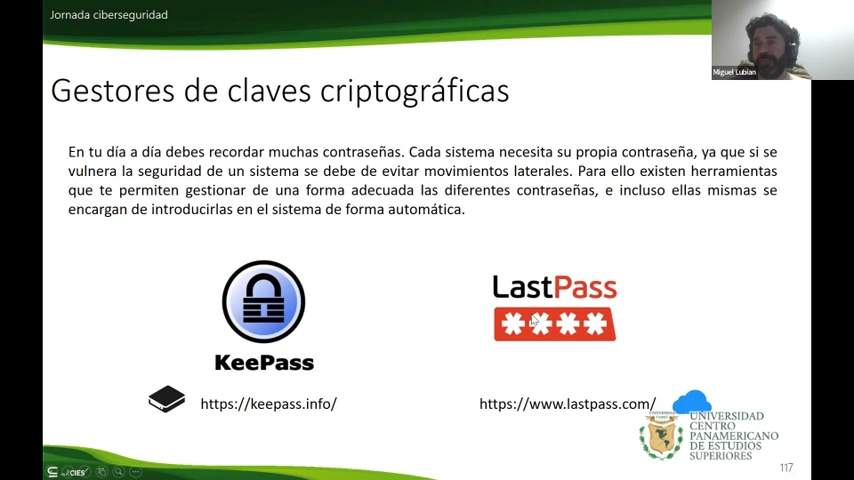 Jornada ciberseguridad
Miguel Lubian
Gestores de claves criptográficas
En tu día a día debes recordar muchas contraseñas. Cada sistema necesita su propia contraseña, ya que si se
vulnera la seguridad de un sistema se debe de evitar movimientos laterales. Para ello existen herramientas
que te permiten gestionar de una forma adecuada las diferentes contraseñas, e incluso ellas mismas se
encargan de introducirlas en el sistema de forma automática.
LastPass
****
KeePass
https://keepass.info/
https://www.lastpass.com/
UNIVERSIDAD
CENTRO
PANAMERICANO
DE ESTUDIOS
SUPERIORES
117